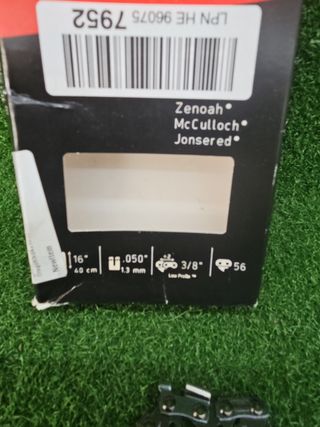 LPN HE 96075
7952
Zenoah®
McCulloch®
Jonsered®
16"
40 cm
.050"
1.3 mm
3/8"
Low Profile™
56
NewItem